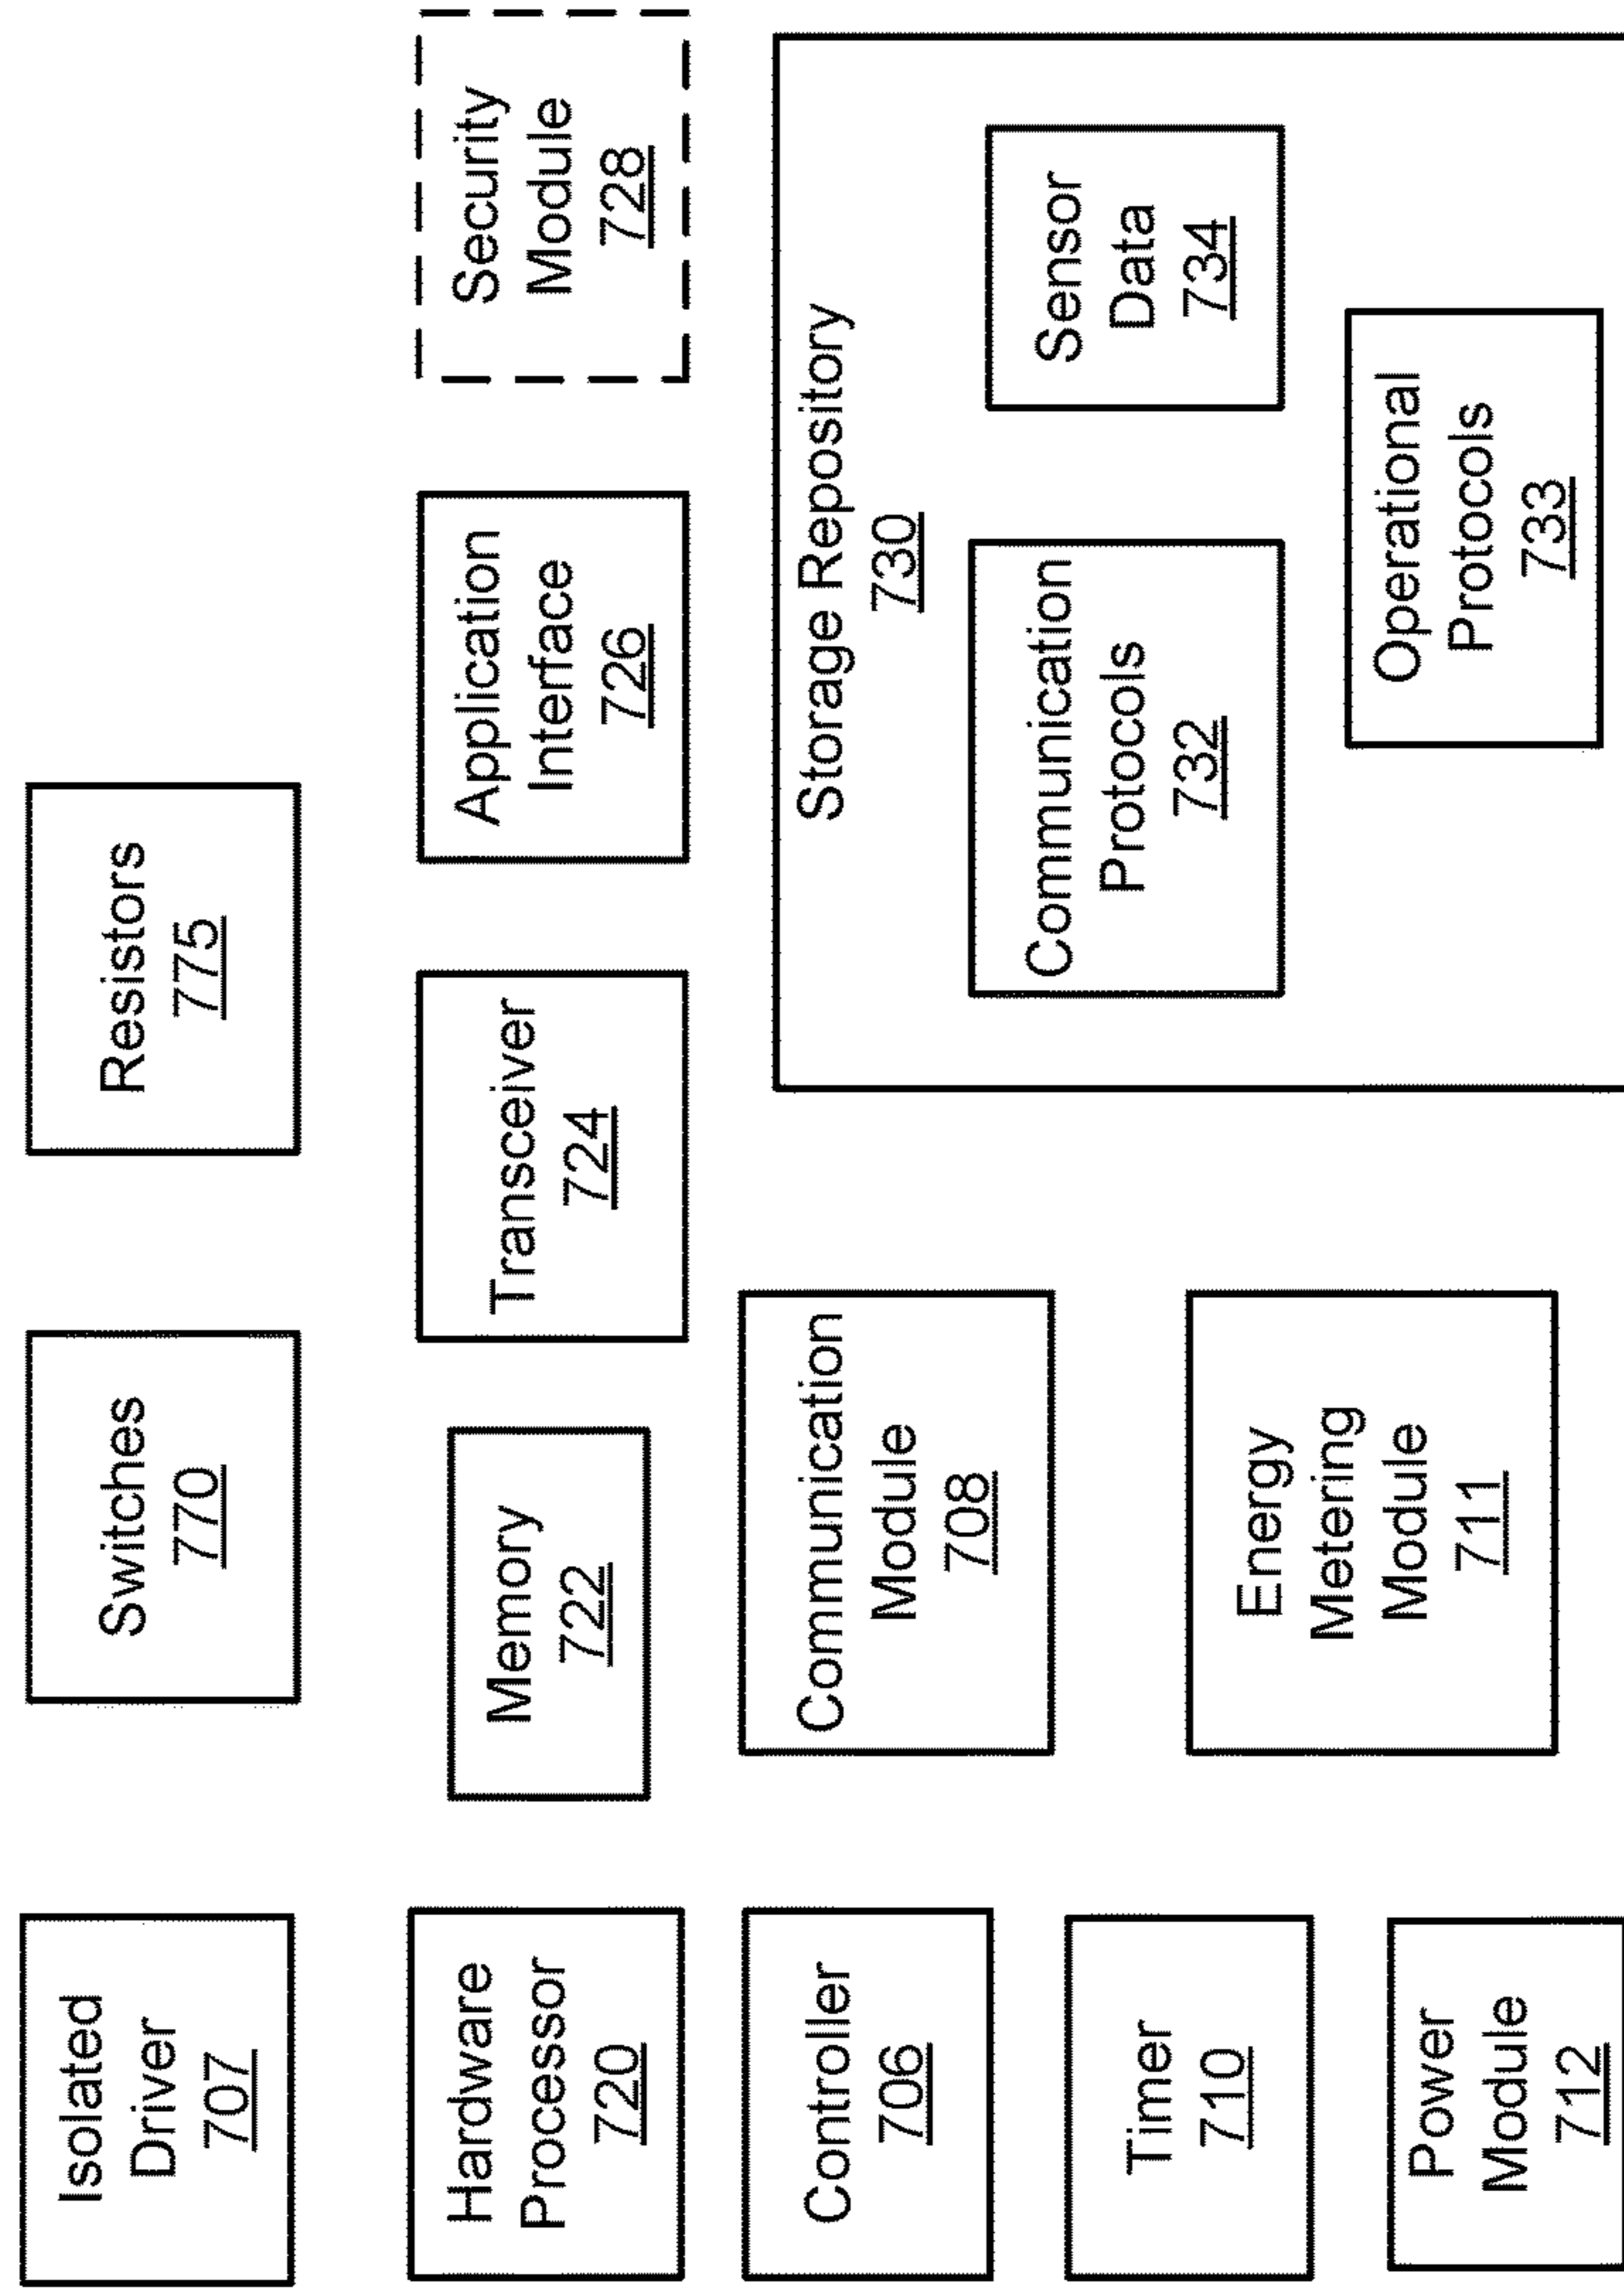 Isolated
Driver
707
Switches
770
Resistors
775
Hardware
Processor
720
Memory
722
Transceiver
724
Application
Interface
726
Security
Module
728
Controller
706
Communication
Module
708
Storage Repository
730
Communication
Protocols
732
Sensor
Data
734
Timer
710
Energy
Metering
Module
711
Operational
Protocols
733
Power
Module
712